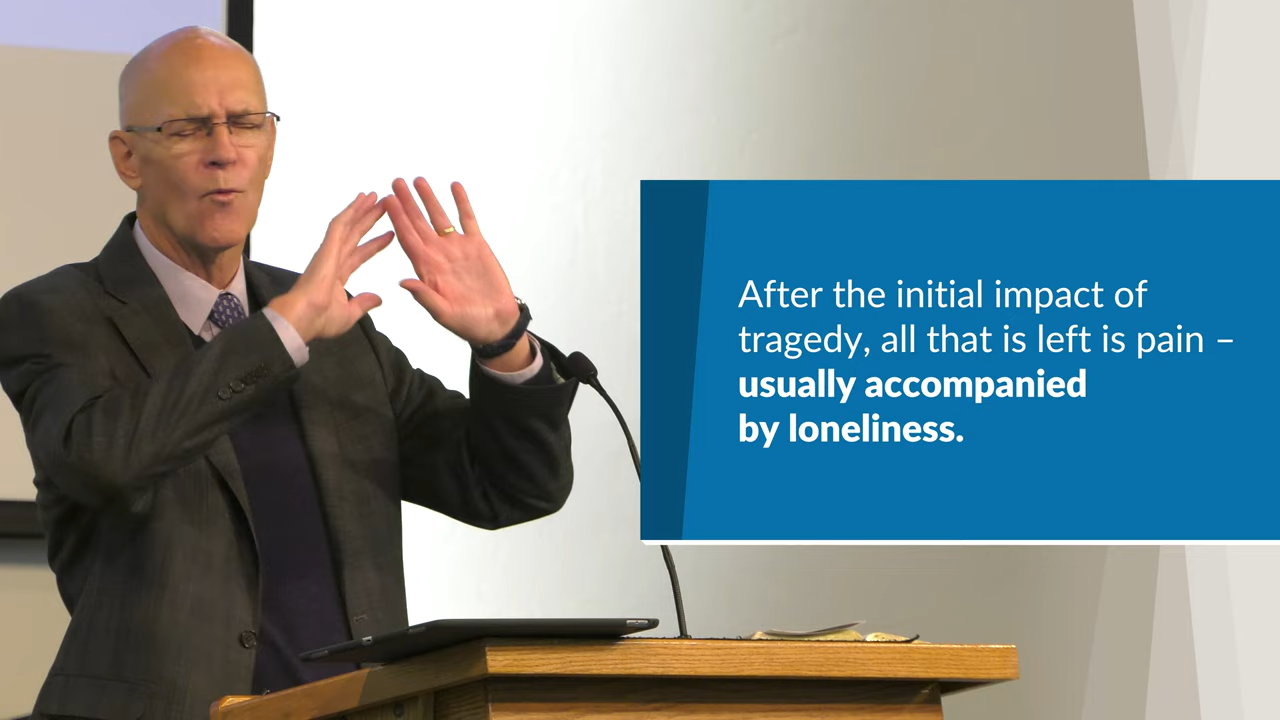 After the initial impact of
tragedy, all that is left is pain –
usually accompanied
by loneliness.